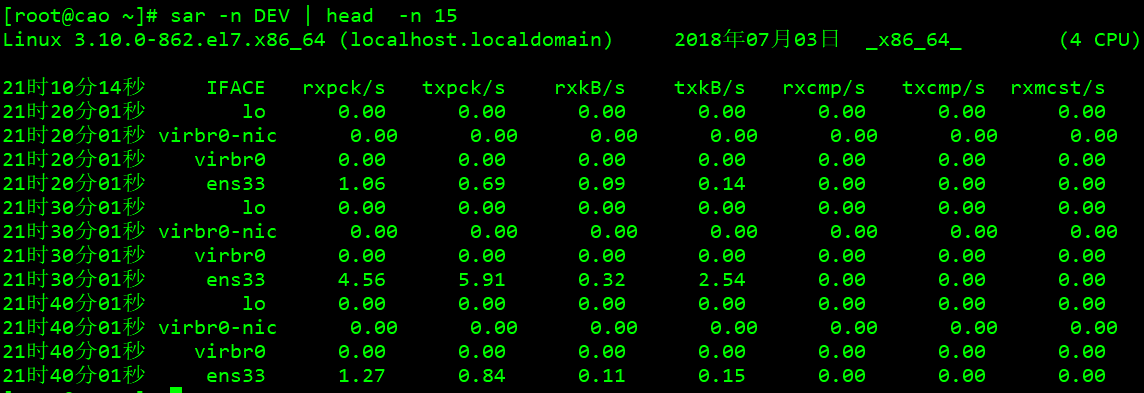 [root@cao ~]# sar -n DEV | head  -n 15
Linux 3.10.0-862.el7.x86_64 (localhost.localdomain)     2018年07月03日  _x86_64_        (4 CPU)
21时10分14秒     IFACE   rxpck/s   txpck/s    rxkB/s    txkB/s   rxcmp/s   txcmp/s  rxmcst/s
21时20分01秒        lo      0.00      0.00      0.00      0.00      0.00      0.00      0.00
21时20分01秒 virbr0-nic      0.00      0.00      0.00      0.00      0.00      0.00      0.00
21时20分01秒    virbr0      0.00      0.00      0.00      0.00      0.00      0.00      0.00
21时20分01秒     ens33      1.06      0.69      0.09      0.14      0.00      0.00      0.00
21时30分01秒        lo      0.00      0.00      0.00      0.00      0.00      0.00      0.00
21时30分01秒 virbr0-nic      0.00      0.00      0.00      0.00      0.00      0.00      0.00
21时30分01秒    virbr0      0.00      0.00      0.00      0.00      0.00      0.00      0.00
21时30分01秒     ens33      4.56      5.91      0.32      2.54      0.00      0.00      0.00
21时40分01秒        lo      0.00      0.00      0.00      0.00      0.00      0.00      0.00
21时40分01秒 virbr0-nic      0.00      0.00      0.00      0.00      0.00      0.00      0.00
21时40分01秒    virbr0      0.00      0.00      0.00      0.00      0.00      0.00      0.00
21时40分01秒     ens33      1.27      0.84      0.11      0.15      0.00      0.00      0.00